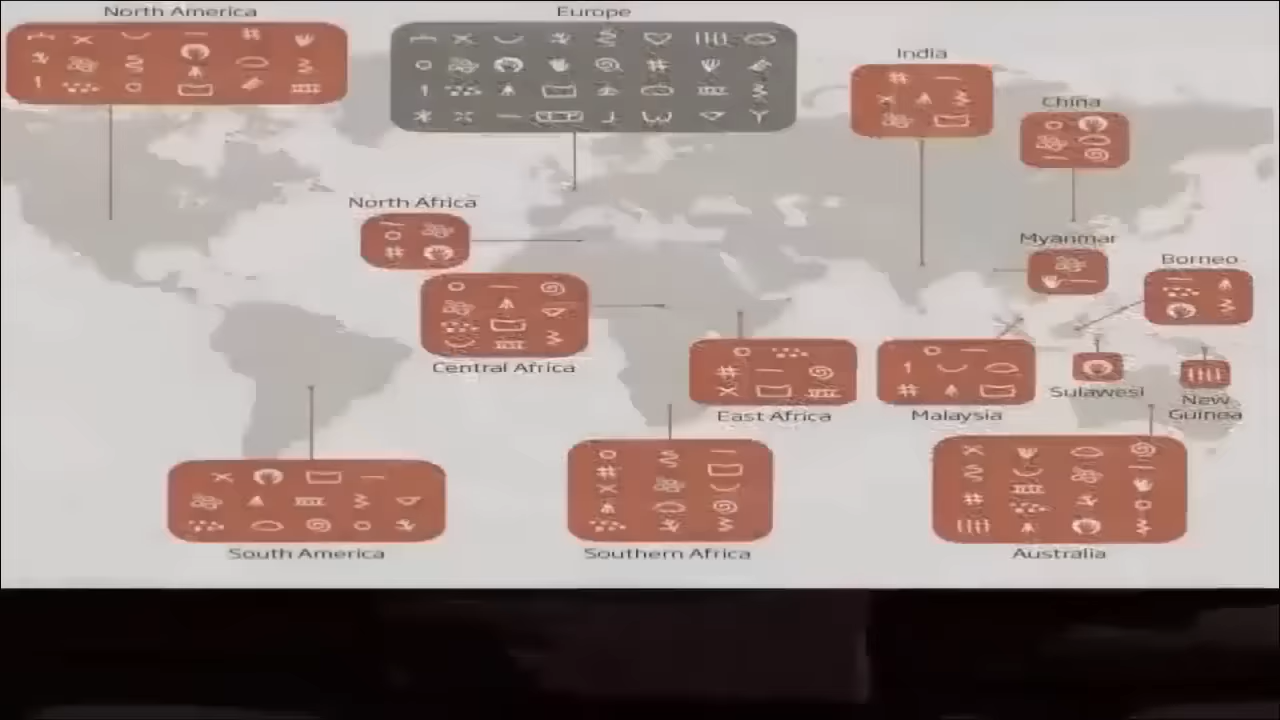 North America
Europe
India
China
North Africa
Myanmar
Borneo
Central Africa
East Africa
Malaysia
Sulawesi
New
Guinea
South America
Southern Africa
Australia